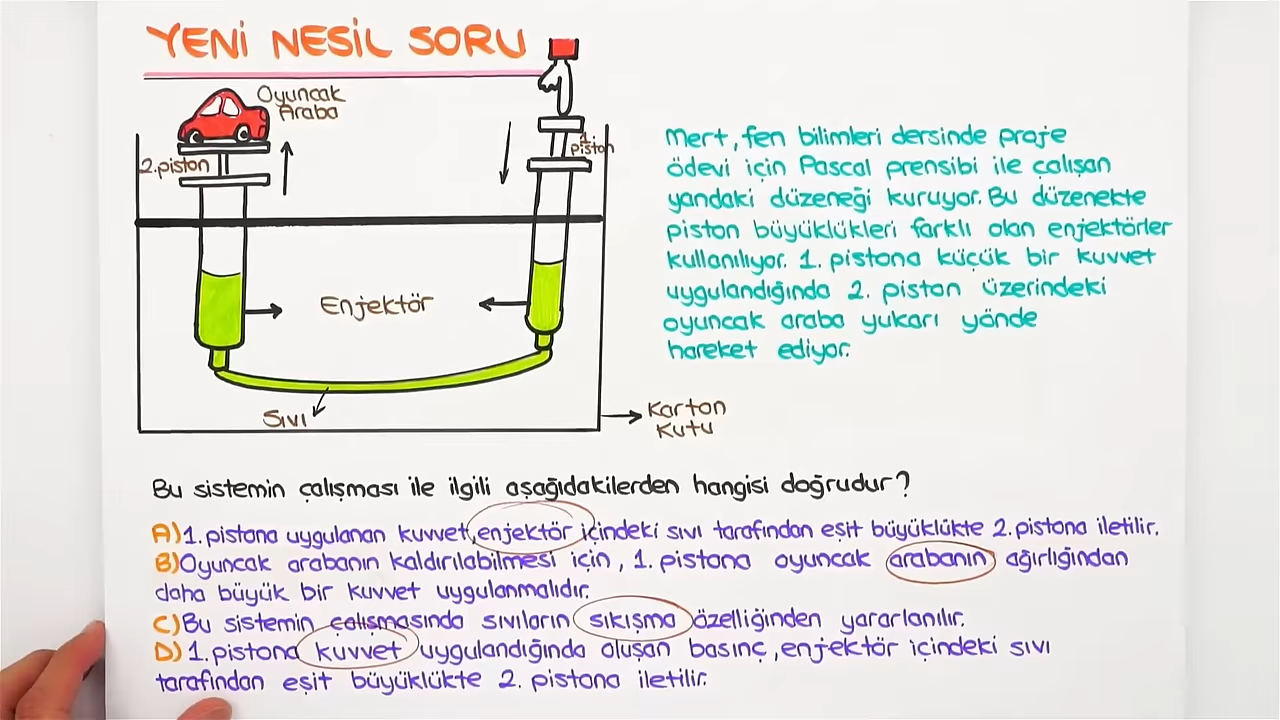 YENİ NESİL SORU
Oyuncak
Araba
2.piston
1.
piston
Enjektör
Sıvı
Karton
Kutu
Mert, fen bilimleri dersinde proje
ödevi için Pascal prensibi ile çalışan
yandaki düzeneği kuruyor. Bu düzenekte
piston büyüklükleri farklı olan enjektörler
kullanılıyor. 1. pistona küçük bir kuvvet
uygulandığında 2. piston üzerindeki
oyuncak araba yukarı yönde
hareket ediyor.
Bu sistemin çalışması ile ilgili aşağıdakilerden hangisi doğrudur?
A) 1. pistona uygulanan kuvvet, enjektör içindeki sıvı tarafından eşit büyüklükte 2. pistona iletilir.
B) Oyuncak arabanın kaldırılabilmesi için, 1. pistona oyuncak arabanın ağırlığından
daha büyük bir kuvvet uygulanmalıdır.
C) Bu sistemin çalışmasında sıvıların sıkışma özelliğinden yararlanılır.
D) 1. pistona kuvvet uygulandığında oluşan basınç, enjektör içindeki sıvı
tarafından eşit büyüklükte 2. pistona iletilir.